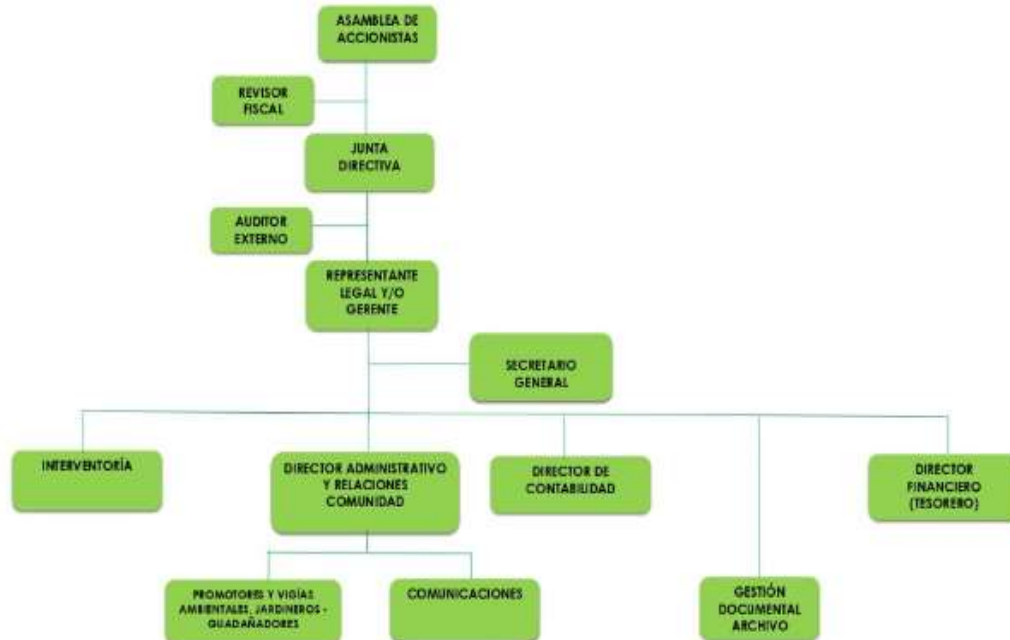 ASAMBLEA DE
ACCIONISTAS
REVISOR
FISCAL
JUNTA
DIRECTIVA
AUDITOR
EXTERNO
REPRESENTANTE
LEGAL Y/O
GERENTE
SECRETARIO
GENERAL
INTERVENTORÍA
DIRECTOR ADMINISTRATIVO
Y RELACIONES
COMUNIDAD
DIRECTOR DE
CONTABILIDAD
DIRECTOR
FINANCIERO
(TESORERO)
PROMOTORES Y VIGÍAS
AMBIENTALES, JARDINEROS -
GUADAÑADORES
COMUNICACIONES
GESTIÓN
DOCUMENTAL
ARCHIVO